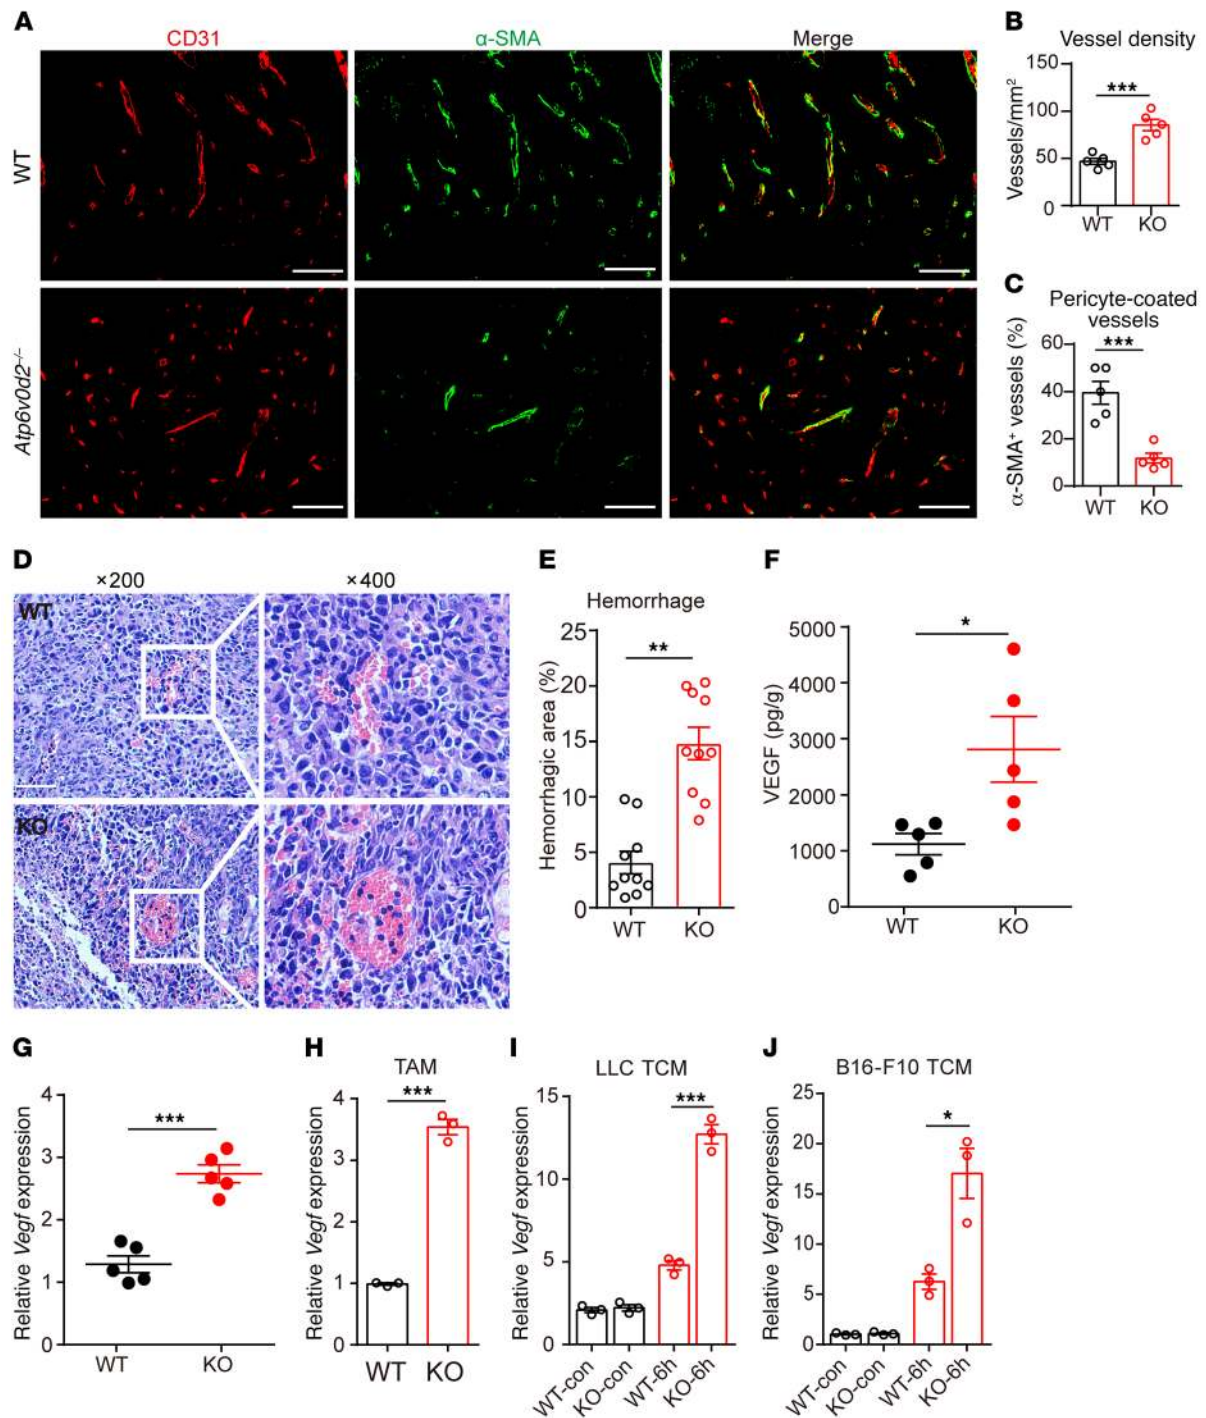 A
CD31
α-SMA
Merge
WT
Atp6v0d2–/–
B
Vessel density
Vessels/mm2
150
100
50
0
***
WT
KO
C
Pericyte-coated
vessels
α-SMA+ vessels (%)
60
40
20
0
***
WT
KO
D
×200
×400
WT
KO
E
Hemorrhage
Hemorrhagic area (%)
25
20
15
10
5
0
**
WT
KO
F
VEGF (pg/g)
5000
4000
3000
2000
1000
0
*
WT
KO
G
Relative Vegf expression
4
3
2
1
0
***
WT
KO
H
TAM
Relative Vegf expression
4
3
2
1
0
***
WT
KO
I
LLC TCM
Relative Vegf expression
15
10
5
0
***
WT-con
KO-con
WT-6h
KO-6h
J
B16-F10 TCM
Relative Vegf expression
25
20
15
10
5
0
*
WT-con
KO-con
WT-6h
KO-6h